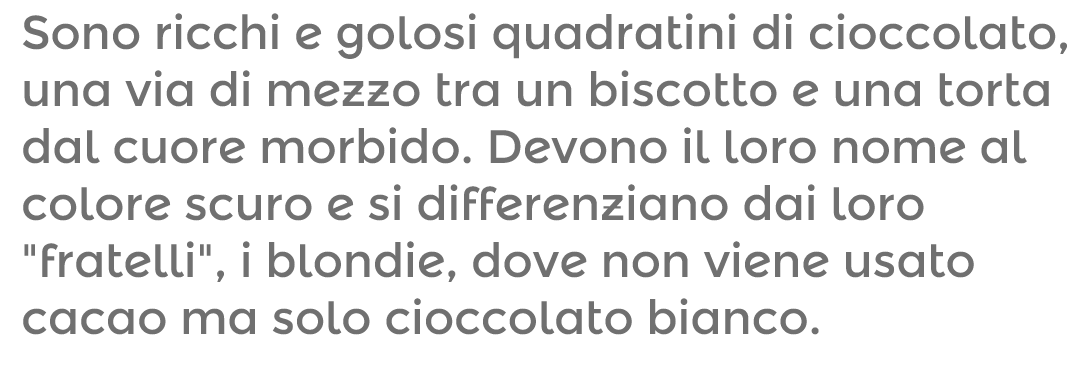 Sono ricchi e golosi quadratini di cioccolato,
una via di mezzo tra un biscotto e una torta
dal cuore morbido. Devono il loro nome al
colore scuro e si differenziano dai loro
"fratelli", i blondie, dove non viene usato
cacao ma solo cioccolato bianco.